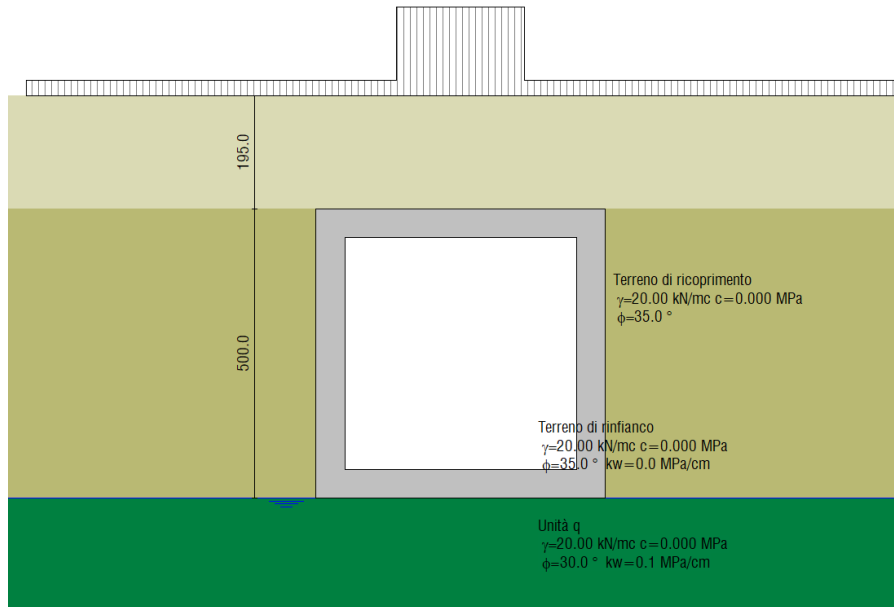 195.0
Terreno di ricoprimento
γ=20.00 kN/mc c=0.000 MPa
ϕ=35.0 °
500.0
Terreno di rinfianco
γ=20.00 kN/mc c=0.000 MPa
ϕ=35.0 ° kw=0.0 MPa/cm
Unità q
γ=20.00 kN/mc c=0.000 MPa
ϕ=30.0 ° kw=0.1 MPa/cm